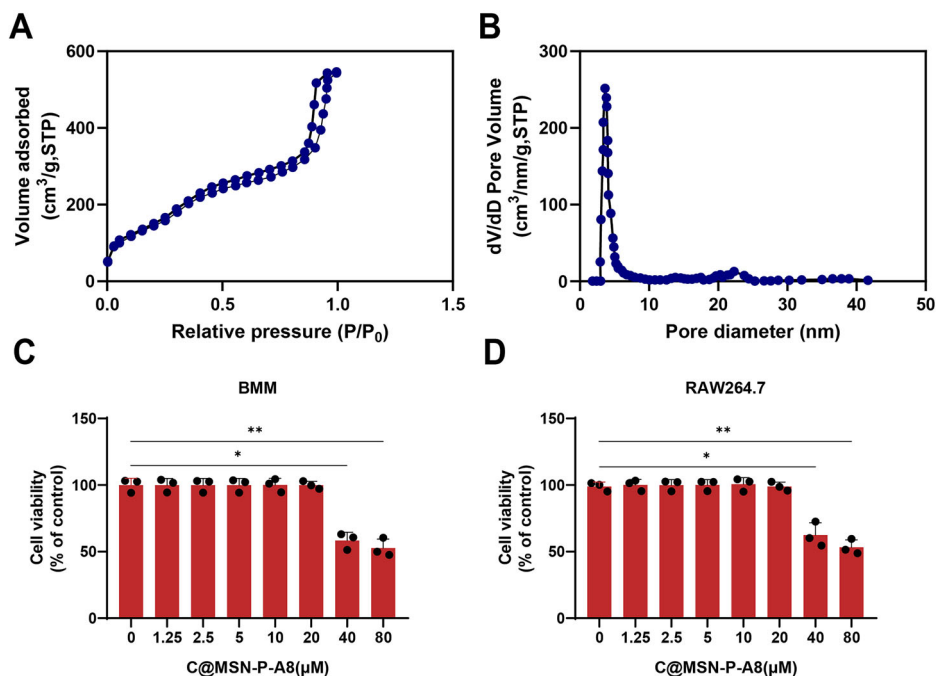 A
Volume adsorbed
(cm³/g,STP)
600
400
200
0
0.0 0.5 1.0 1.5
Relative pressure (P/P₀)
B
dV/dD Pore Volume
(cm³/nm/g,STP)
300
200
100
0
0 10 20 30 40 50
Pore diameter (nm)
C
BMM
Cell viability
(% of control)
150
100
50
0
**
*
0 1.25 2.5 5 10 20 40 80
C@MSN-P-A8(μM)
D
RAW264.7
Cell viability
(% of control)
150
100
50
0
**
*
0 1.25 2.5 5 10 20 40 80
C@MSN-P-A8(μM)